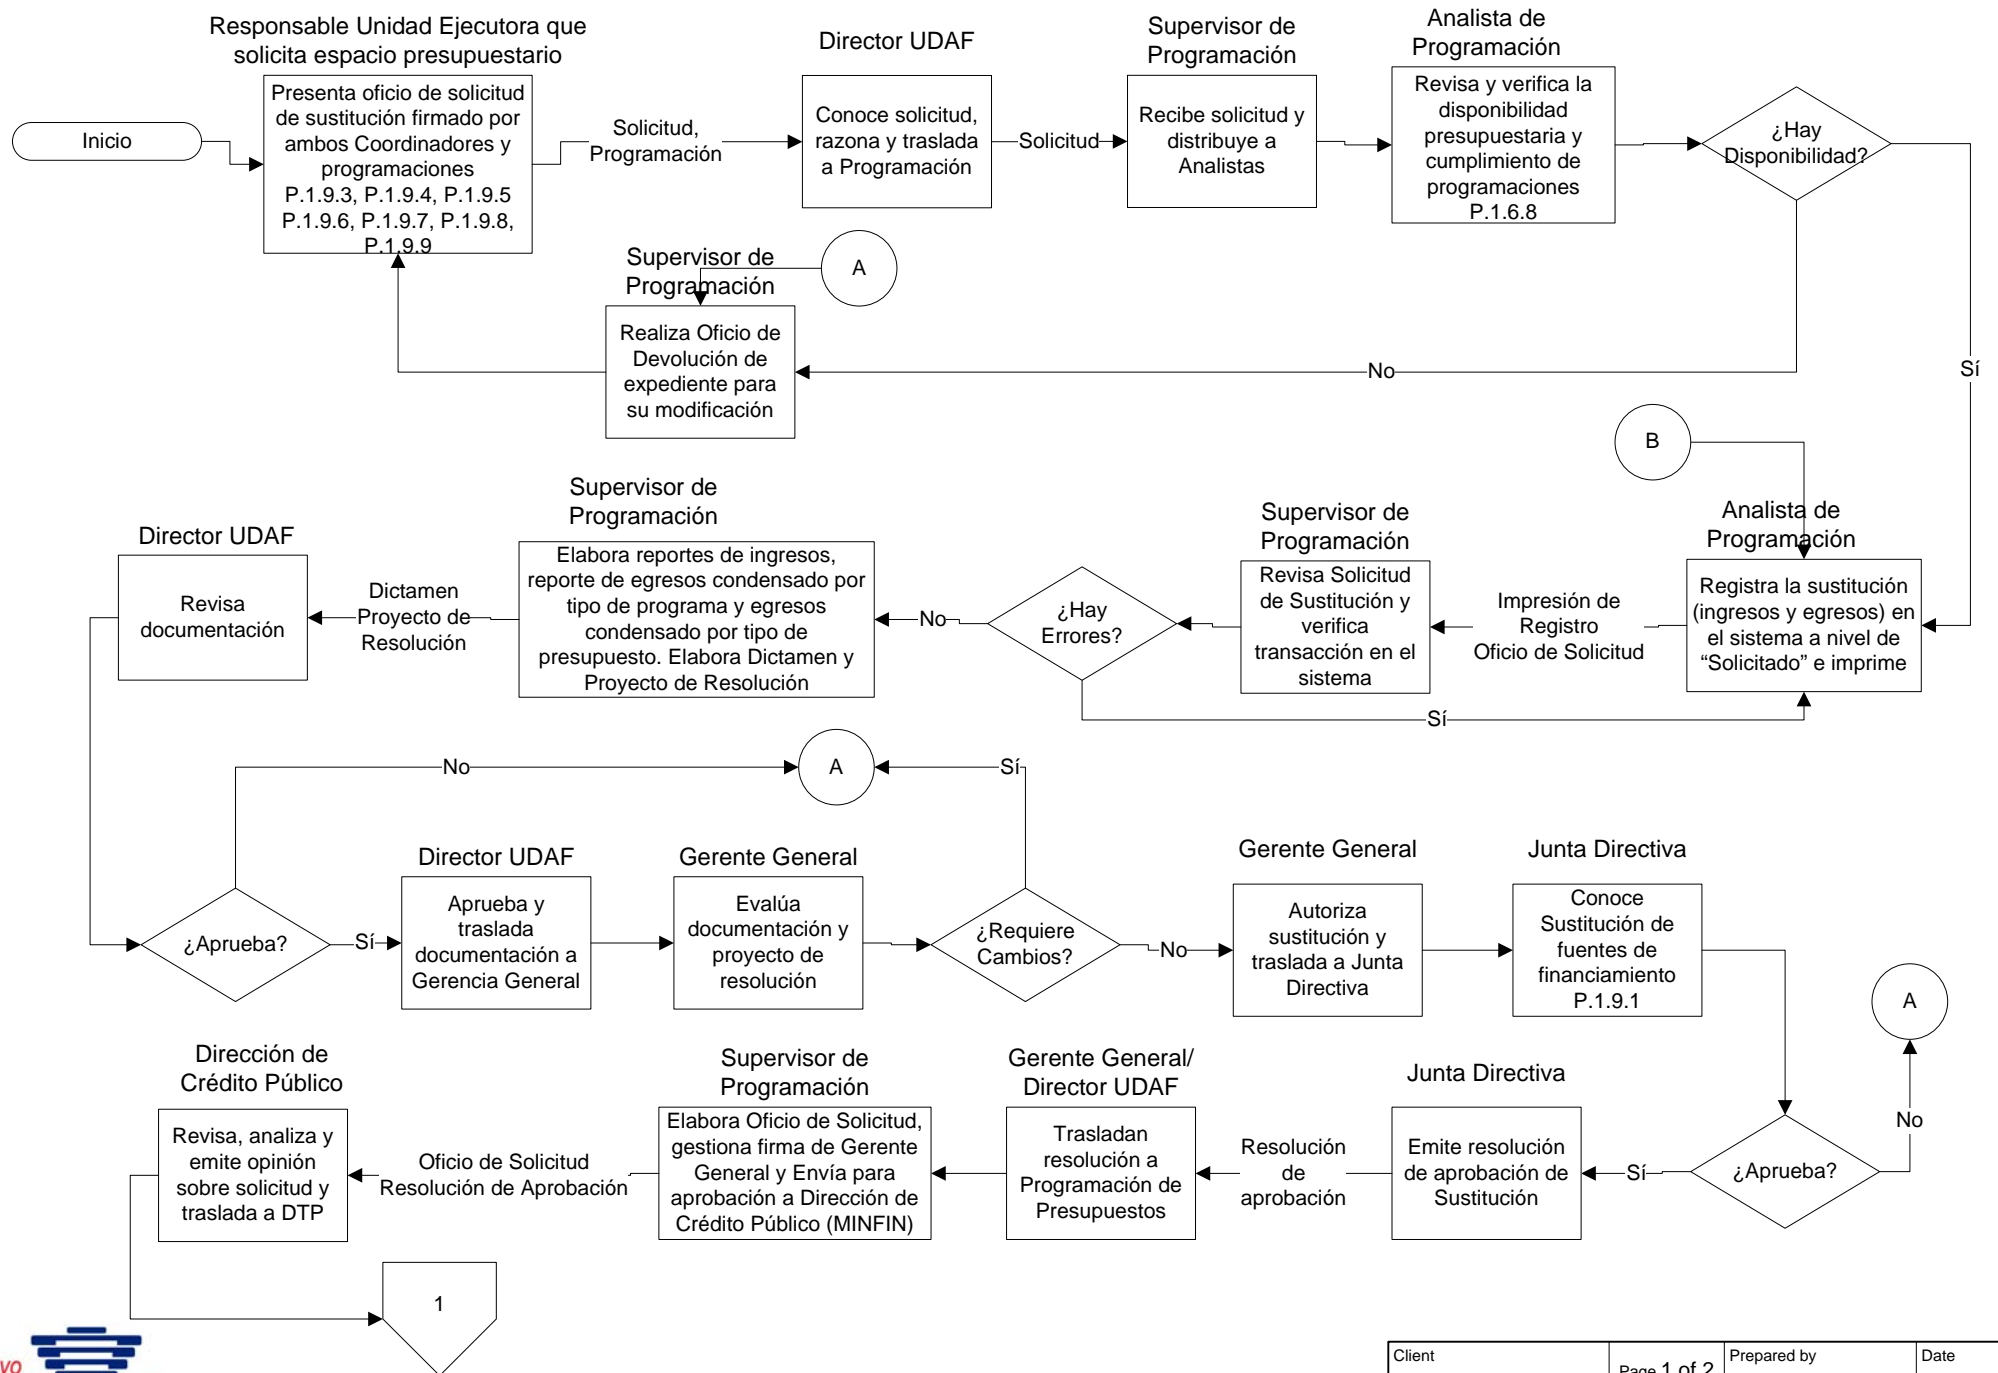 Responsable Unidad Ejecutora que
solicita espacio presupuestario
Director UDAF
Supervisor de
Programación
Analista de
Programación
Inicio
Presenta oficio de solicitud
de sustitución firmado por
ambos Coordinadores y
programaciones
P.1.9.3, P.1.9.4, P.1.9.5
P.1.9.6, P.1.9.7, P.1.9.8,
P.1.9.9
Solicitud,
Programación
Conoce solicitud,
razona y traslada
a Programación
Solicitud
Recibe solicitud y
distribuye a
Analistas
Revisa y verifica la
disponibilidad
presupuestaria y
cumplimiento de
programaciones
P.1.6.8
¿Hay
Disponibilidad?
Supervisor de
Programación
A
Realiza Oficio de
Devolución de
expediente para
su modificación
No
Sí
B
Analista de
Programación
Registra la sustitución
(ingresos y egresos) en
el sistema a nivel de
“Solicitado” e imprime
Impresión de
Registro
Oficio de Solicitud
Supervisor de
Programación
Revisa Solicitud
de Sustitución y
verifica
transacción en el
sistema
¿Hay
Errores?
No
Sí
Supervisor de
Programación
Elabora reportes de ingresos,
reporte de egresos condensado por
tipo de programa y egresos
condensado por tipo de
presupuesto. Elabora Dictamen y
Proyecto de Resolución
Dictamen
Proyecto de
Resolución
Director UDAF
Revisa
documentación
No
A
Sí
¿Aprueba?
Sí
Director UDAF
Aprueba y
traslada
documentación a
Gerencia General
Gerente General
Evalúa
documentación y
proyecto de
resolución
¿Requiere
Cambios?
No
Gerente General
Autoriza
sustitución y
traslada a Junta
Directiva
Junta Directiva
Conoce
Sustitución de
fuentes de
financiamiento
P.1.9.1
A
No
¿Aprueba?
Sí
Junta Directiva
Emite resolución
de aprobación de
Sustitución
Resolución
de
aprobación
Gerente General/
Director UDAF
Trasladan
resolución a
Programación de
Presupuestos
Supervisor de
Programación
Elabora Oficio de Solicitud,
gestiona firma de Gerente
General y Envía para
aprobación a Dirección de
Crédito Público (MINFIN)
Oficio de Solicitud
Resolución de Aprobación
Dirección de
Crédito Público
Revisa, analiza y
emite opinión
sobre solicitud y
traslada a DTP
1
vo
Client
Page 1 of 2
Prepared by
Date